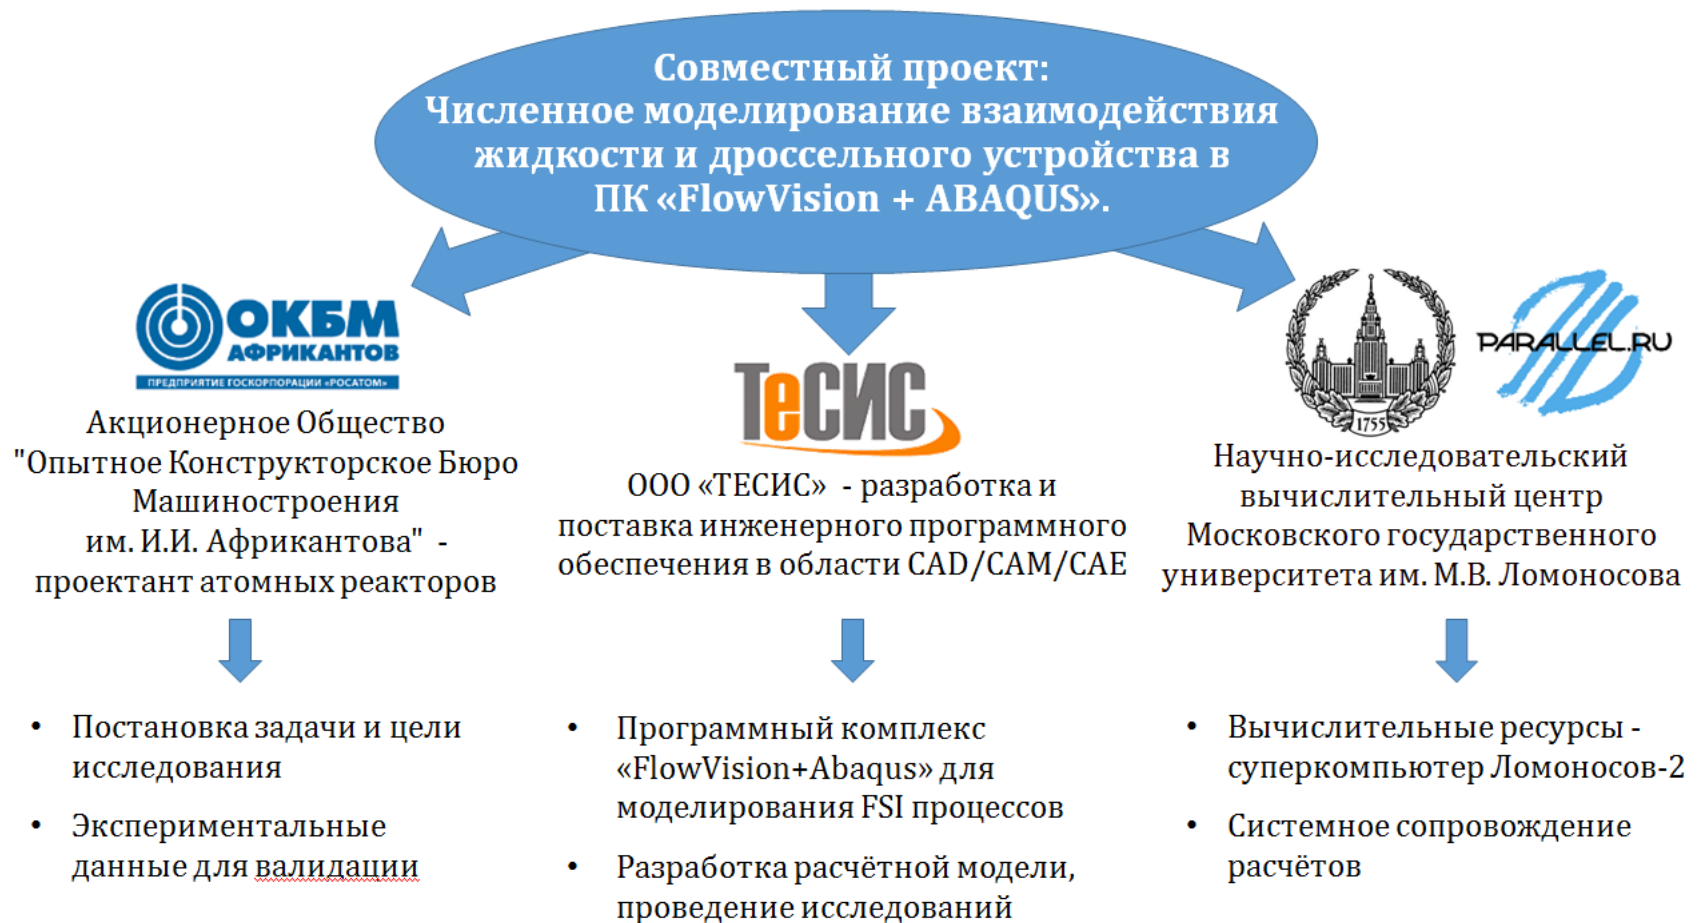 Совместный проект:
Численное моделирование взаимодействия
жидкости и дроссельного устройства в
ПК «FlowVision + ABAQUS».
ОКБМ
АФРИКАНТОВ
ПРЕДПРИЯТИЕ ГОСКОРПОРАЦИИ «РОСАТОМ»
Акционерное Общество
"Опытное Конструкторское Бюро
Машиностроения
им. И.И. Африкантова" -
проектант атомных реакторов
• Постановка задачи и цели
исследования
• Экспериментальные
данные для валидации
ТеСИС
ООО «ТЕСИС» - разработка и
поставка инженерного программного
обеспечения в области CAD/CAM/CAE
• Программный комплекс
«FlowVision+Abaqus» для
моделирования FSI процессов
• Разработка расчётной модели,
проведение исследований
1755
PARALLEL.RU
Научно-исследовательский
вычислительный центр
Московского государственного
университета им. М.В. Ломоносова
• Вычислительные ресурсы -
суперкомпьютер Ломоносов-2
• Системное сопровождение
расчётов